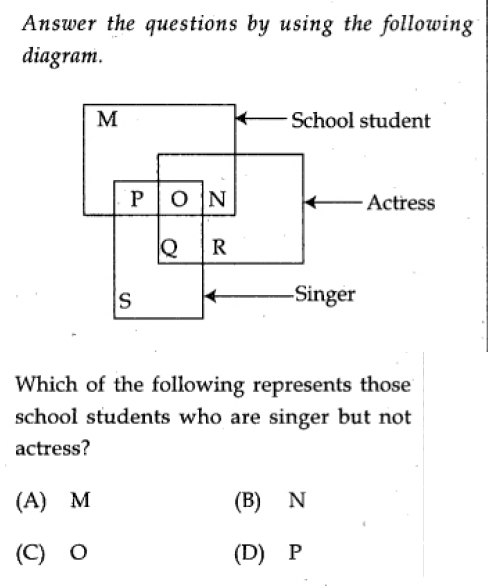 Answer the questions by using the following
diagram.
M
School student
P O N
Actress
Q R
S
Singer
Which of the following represents those
school students who are singer but not
actress?
(A) M (B) N
(C) O (D) P